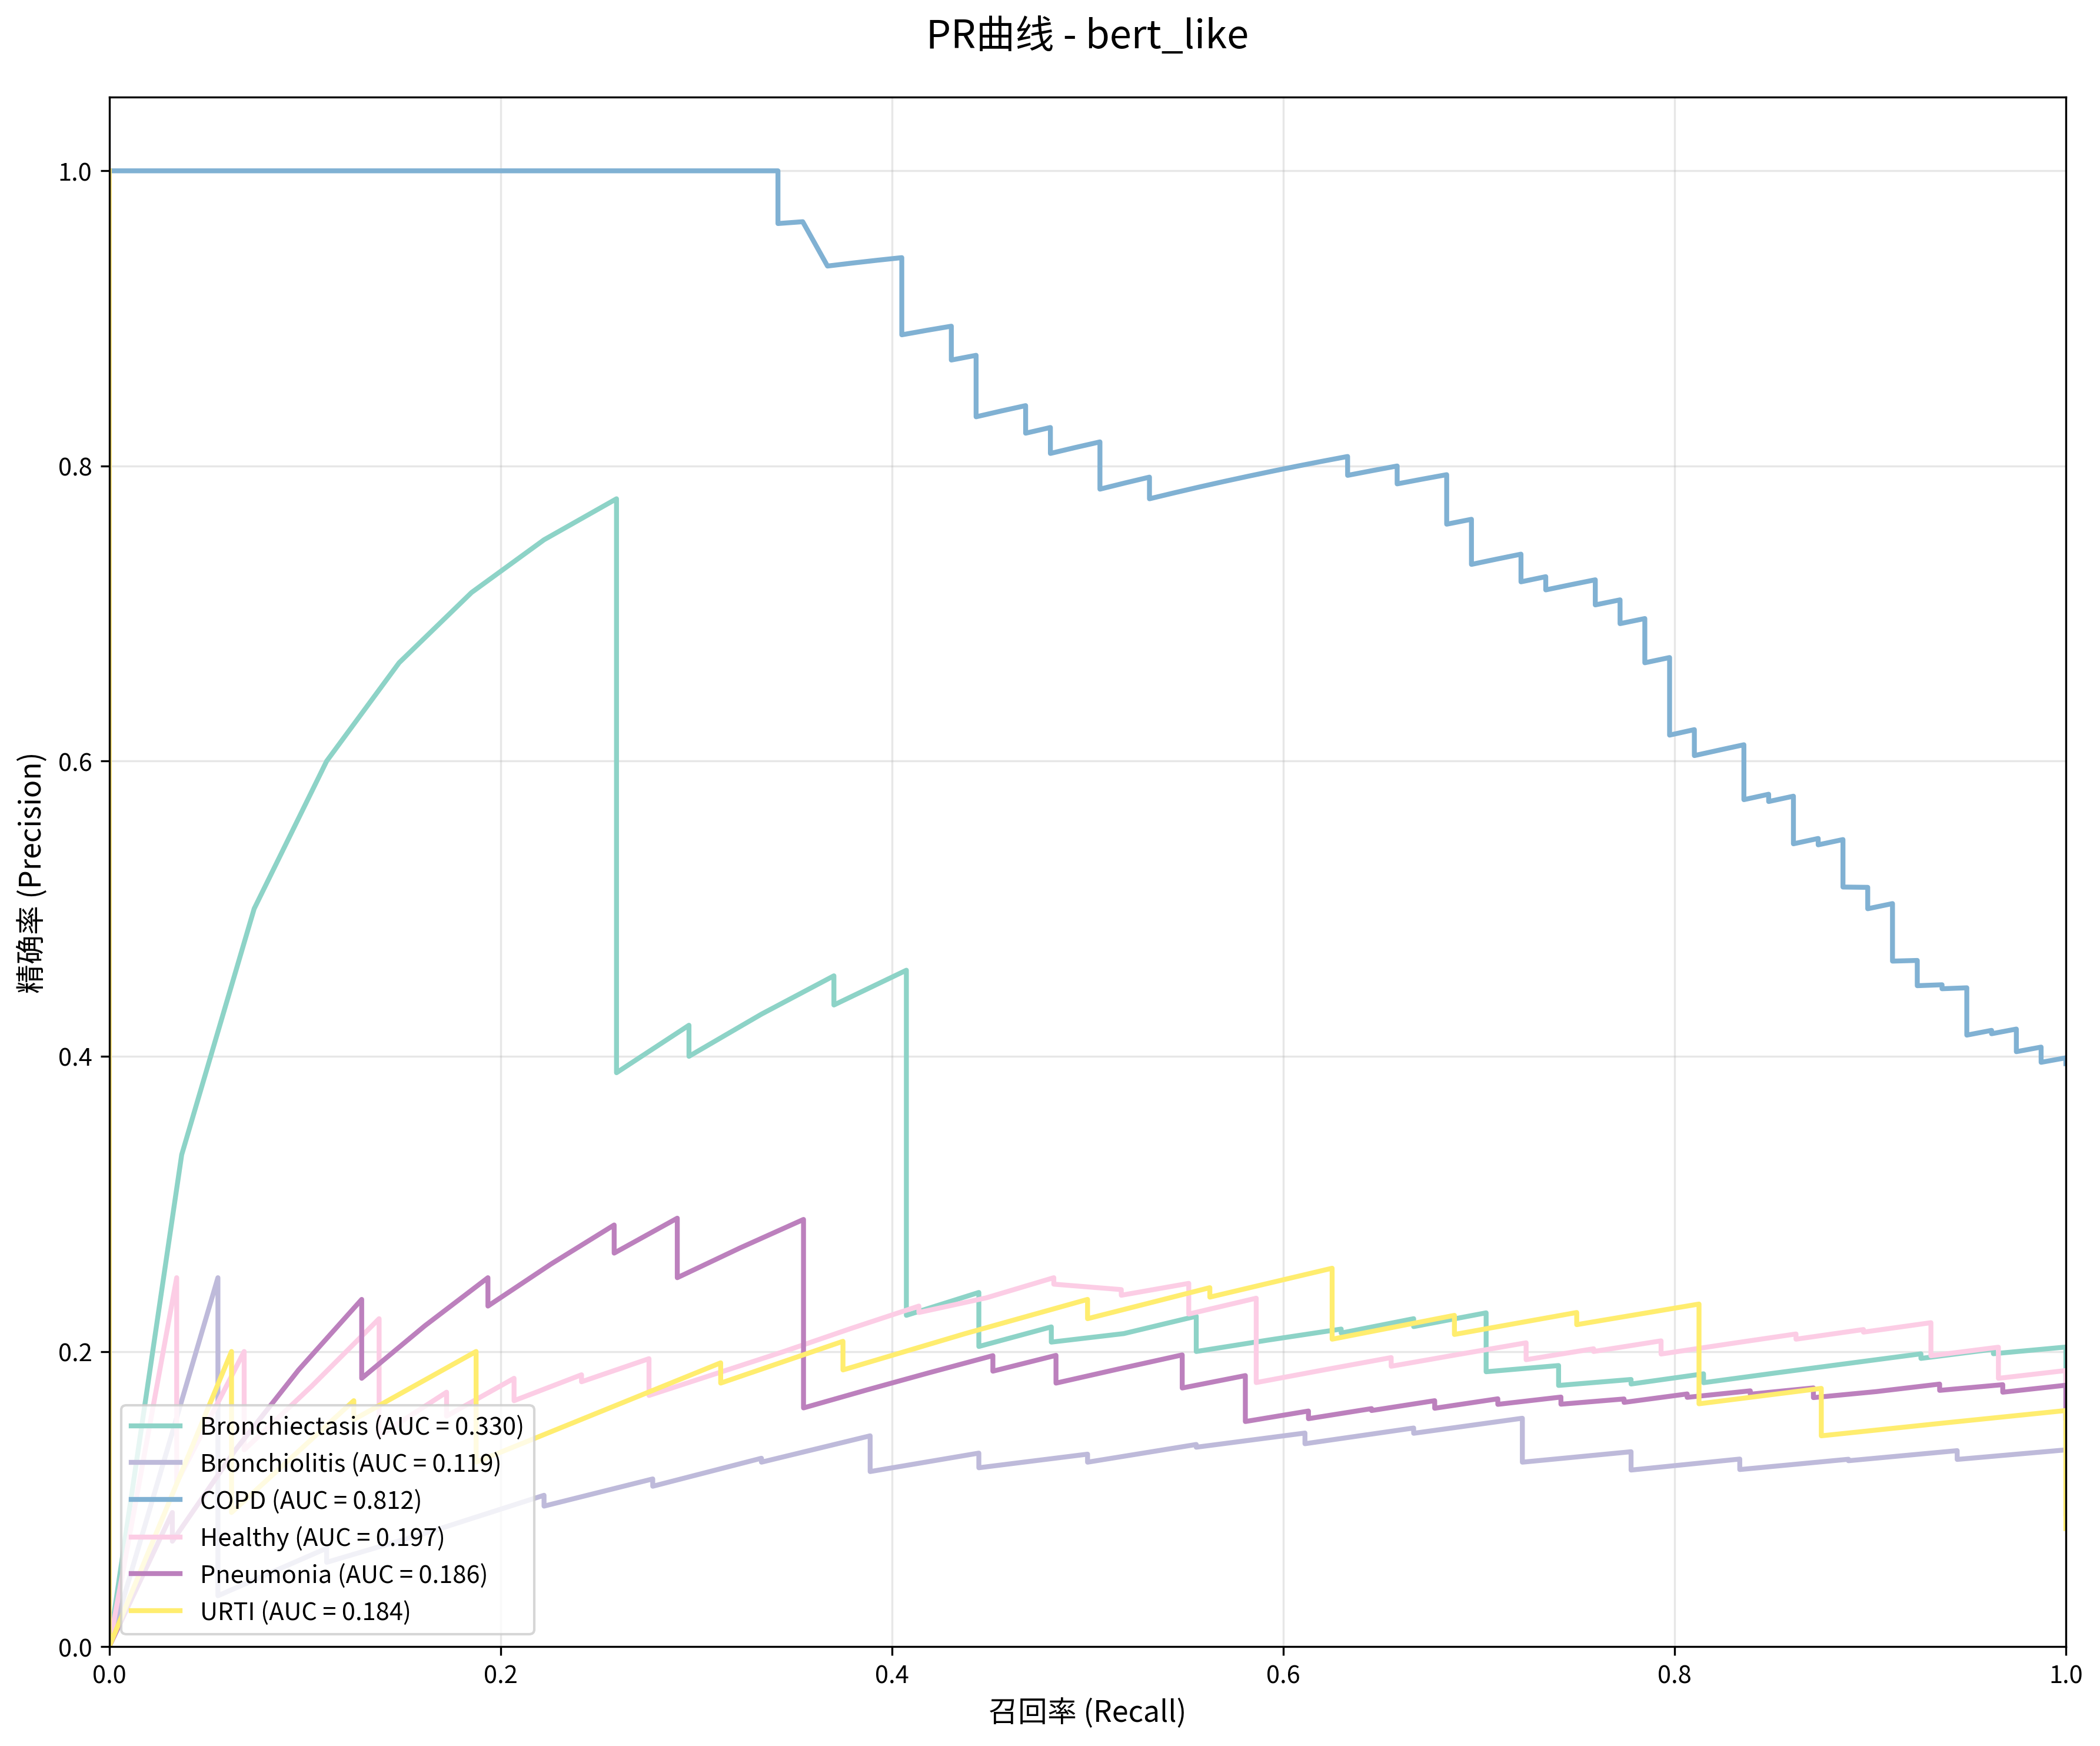 PR曲线 - bert_like
精确率 (Precision)
1.0
0.8
0.6
0.4
0.2
0.0
Bronchiectasis (AUC = 0.330)
Bronchiolitis (AUC = 0.119)
COPD (AUC = 0.812)
Healthy (AUC = 0.197)
Pneumonia (AUC = 0.186)
URTI (AUC = 0.184)
0.0 0.2 0.4 0.6 0.8 1.0
召回率 (Recall)